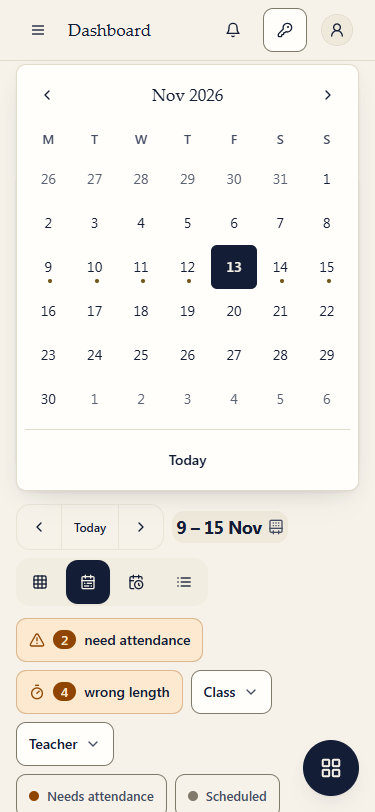 Dashboard
Nov 2026
M T W T F S S
26 27 28 29 30 31 1
2 3 4 5 6 7 8
9 10 11 12 13 14 15
16 17 18 19 20 21 22
23 24 25 26 27 28 29
30 1 2 3 4 5 6
Today
Today 9 – 15 Nov
2 need attendance
4 wrong length Class
Teacher
Needs attendance Scheduled